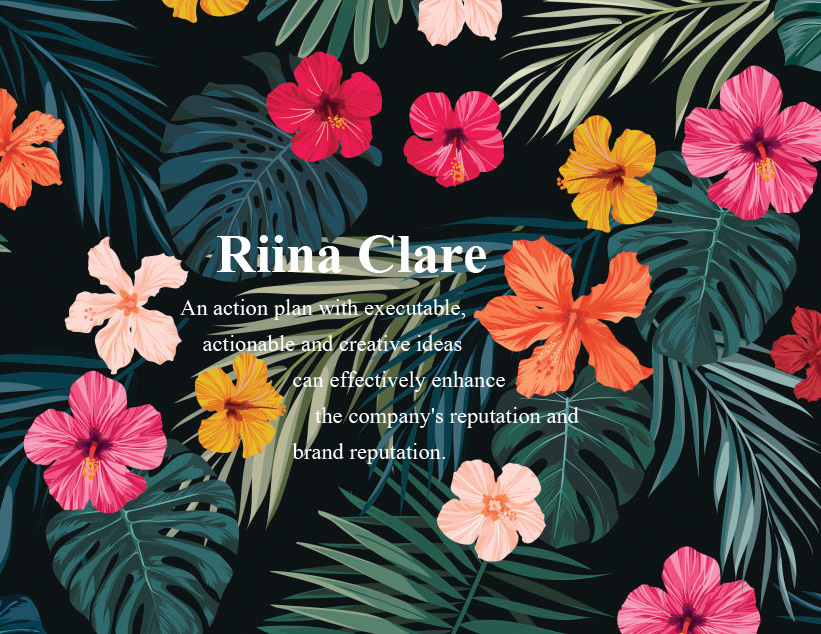 Riina Clare
An action plan with executable,
actionable and creative ideas
can effectively enhance
the company's reputation and
brand reputation.